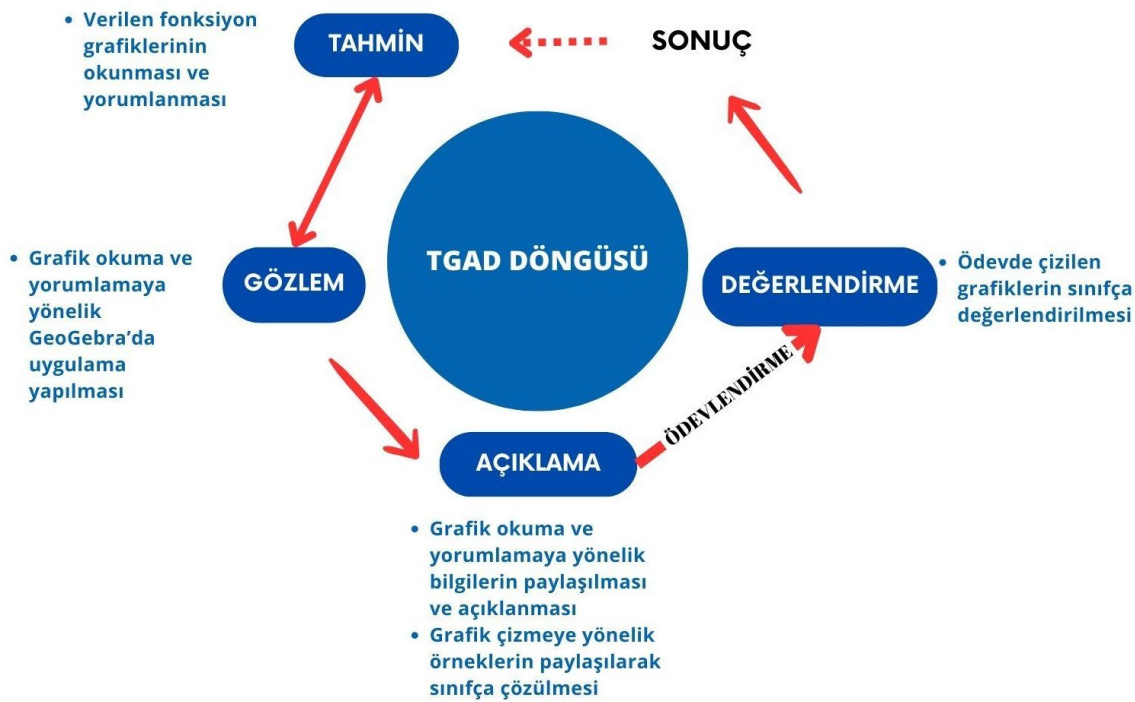 • Verilen fonksiyon
grafiklerinin
okunması ve
yorumlanması
TAHMİN
SONUÇ
TGAD DÖNGÜSÜ
• Grafik okuma ve
yorumlamaya
yönelik
GeoGebra’da
uygulama
yapılması
GÖZLEM
DEĞERLENDİRME
• Ödevde çizilen
grafiklerin sınıfça
değerlendirilmesi
ÖDEVLENDİRME
AÇIKLAMA
• Grafik okuma ve
yorumlamaya yönelik
bilgilerin paylaşılması
ve açıklanması
• Grafik çizmeye yönelik
örneklerin paylaşılarak
sınıfça çözülmesi